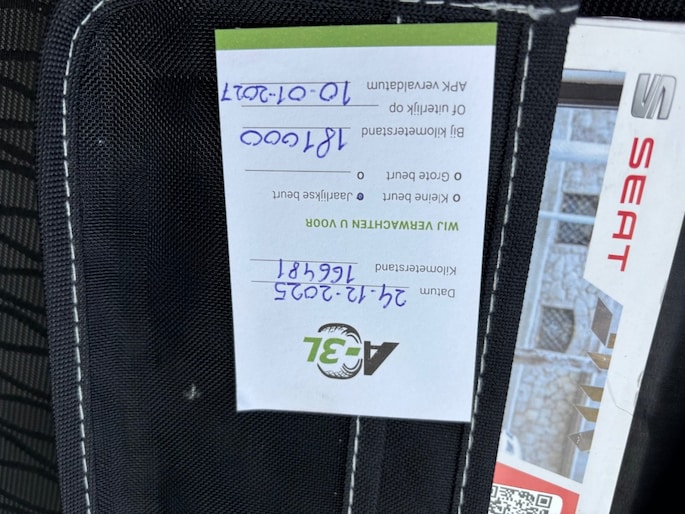 A-3L
Datum 24-12-2025
Kilometerstand 166481
WIJ VERWACHTEN U VOOR
O Kleine beurt Jaarlijkse beurt
O Grote beurt O
Bij kilometerstand 181000
Of uiterlijk op
APK vervaldatum 10-01-2027
SEAT